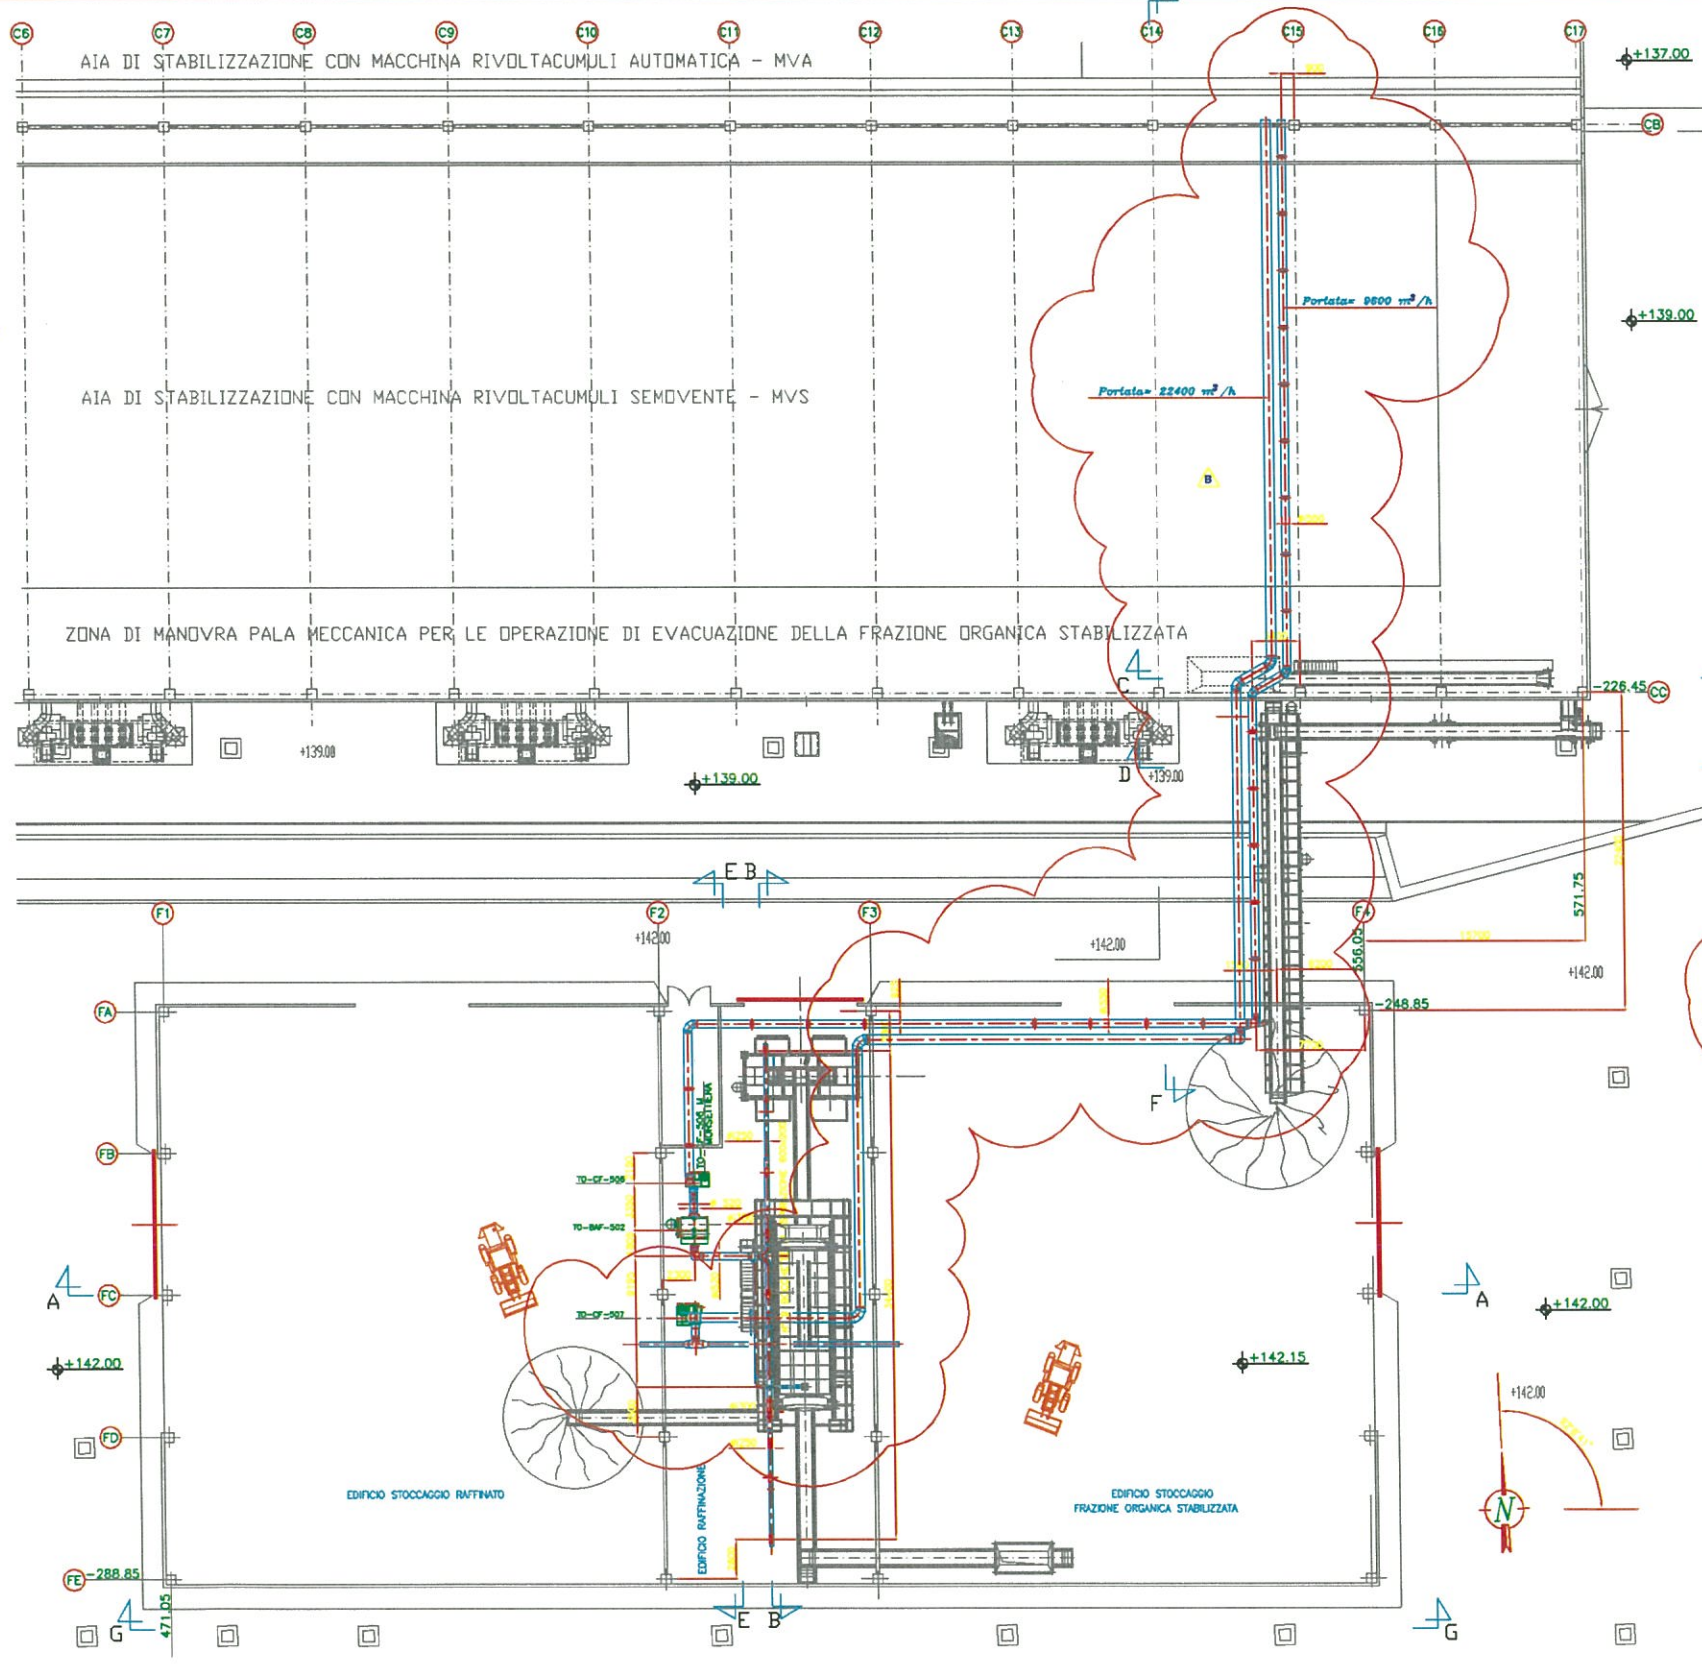 C6 C7 C8 C9 C10 C11 C12 C13 C14 C15 C16 C17
AIA DI STABILIZZAZIONE CON MACCHINA RIVOLTACUMULI AUTOMATICA - MVA
+137.00
CB
Portata= 9600 m³/h
+139.00
Portata= 22400 m³/h
AIA DI STABILIZZAZIONE CON MACCHINA RIVOLTACUMULI SEMOVENTE - MVS
B
ZONA DI MANOVRA PALA MECCANICA PER LE OPERAZIONE DI EVACUAZIONE DELLA FRAZIONE ORGANICA STABILIZZATA
C
-226.45 CC
+139.00
D +139.00
+139.00
E B
571.75
F1 F2 F3 F4
+142.00
+142.00
556.05
+142.00
FA
-248.85
F
MORSETTIERA
FB
TO-CF-506
TO-BAF-502
A FC
A
+142.00
TO-CF-507
+142.00
+142.15
+142.00
FD
EDIFICIO STOCCAGGIO RAFFINATO
EDIFICIO RAFFINAZIONE
EDIFICIO STOCCAGGIO
FRAZIONE ORGANICA STABILIZZATA
N
FE -288.85
471.05
G
E B
G